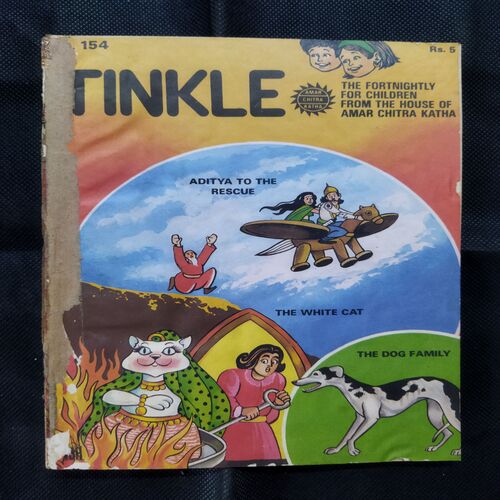 154
Rs. 5
TINKLE
AMAR
CHITRA
KATHA
THE FORTNIGHTLY
FOR CHILDREN
FROM THE HOUSE OF
AMAR CHITRA KATHA
ADITYA TO THE
RESCUE
THE WHITE CAT
THE DOG FAMILY